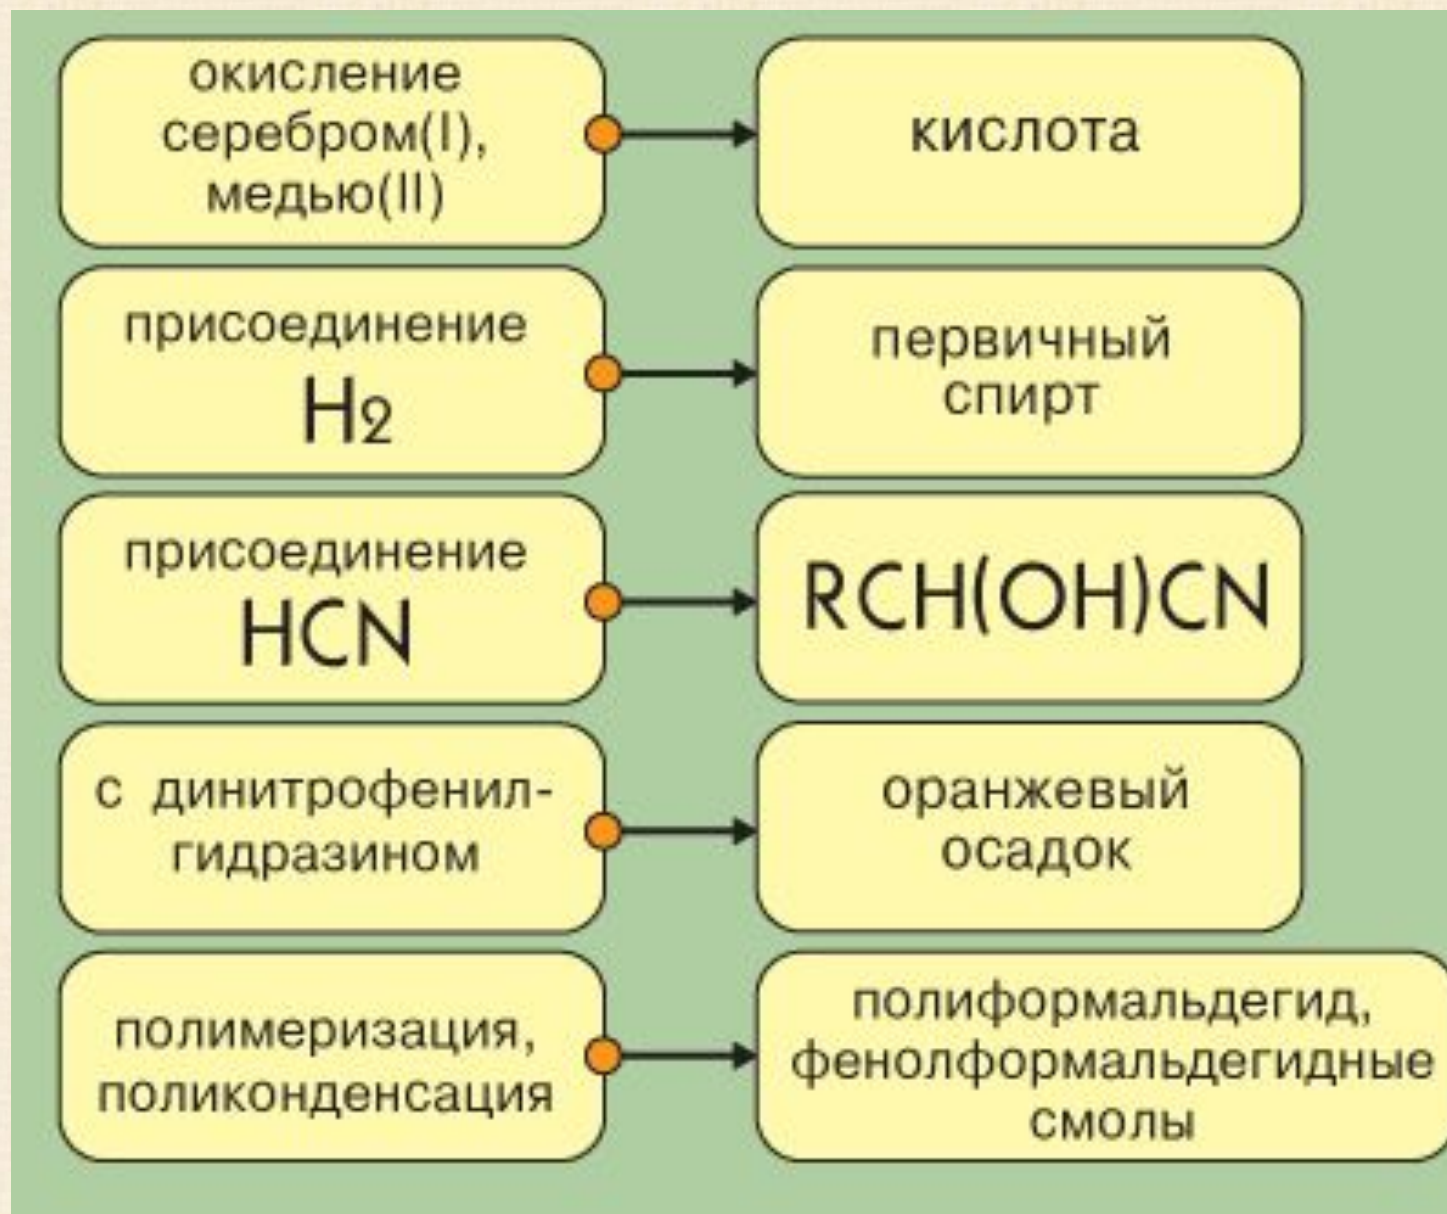 окисление
серебром(I),
медью(II)
кислота
присоединение
H2
первичный
спирт
присоединение
HCN
RCH(OH)CN
с динитрофенил-
гидразином
оранжевый
осадок
полимеризация,
поликонденсация
полиформальдегид,
фенолформальдегидные
смолы